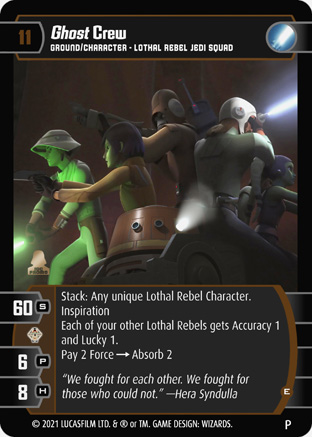 11
Ghost Crew
GROUND/CHARACTER - LOTHAL REBEL JEDI SQUAD
60 S
Stack: Any unique Lothal Rebel Character.
Inspiration
Each of your other Lothal Rebels gets Accuracy 1
and Lucky 1.
6 P
Pay 2 Force → Absorb 2
8 H
“We fought for each other. We fought for
those who could not.” —Hera Syndulla
E
© 2021 LUCASFILM LTD. & ® or TM. GAME DESIGN: WIZARDS.
P